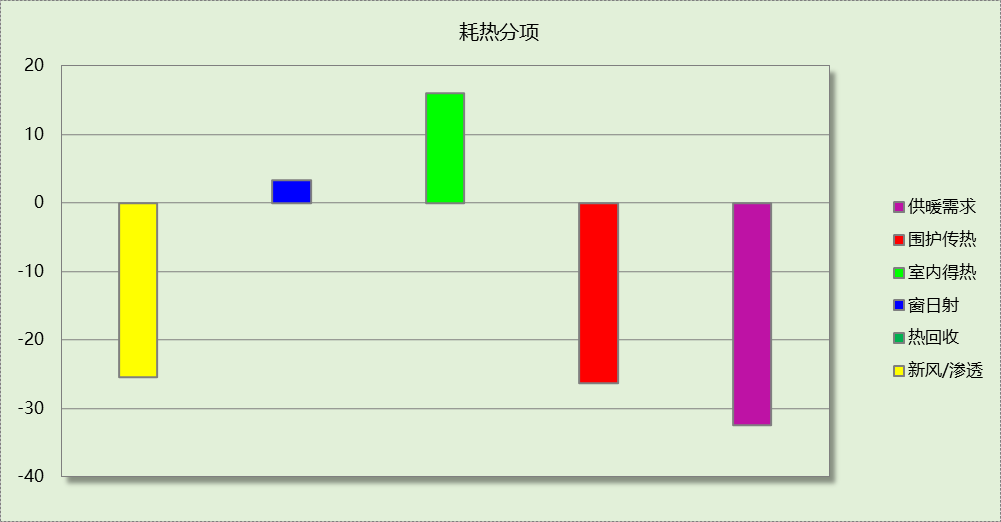 耗热分项
20
10
0
-10
-20
-30
-40
供暖需求
围护传热
室内得热
窗日射
热回收
新风/渗透